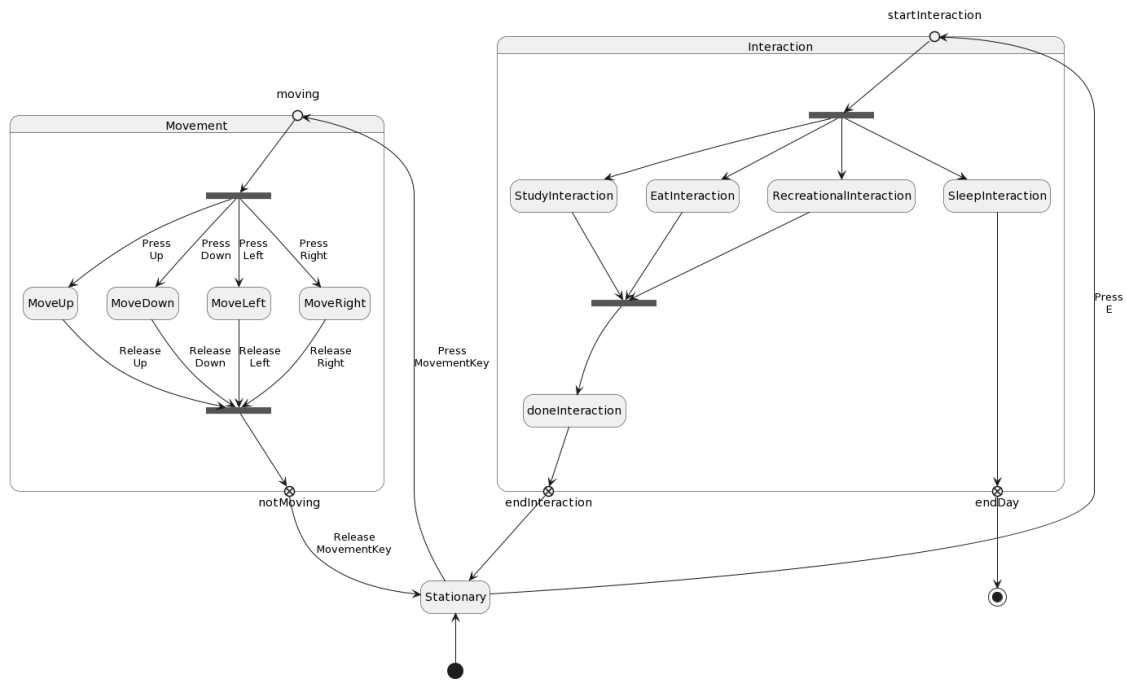 startInteraction
Interaction
moving
Movement
StudyInteraction
EatInteraction
RecreationalInteraction
SleepInteraction
Press
Up
Press
Down
Press
Left
Press
Right
MoveUp
MoveDown
MoveLeft
MoveRight
Press
E
Release
Up
Release
Down
Release
Left
Release
Right
Press
MovementKey
doneInteraction
notMoving
endInteraction
endDay
Release
MovementKey
Stationary